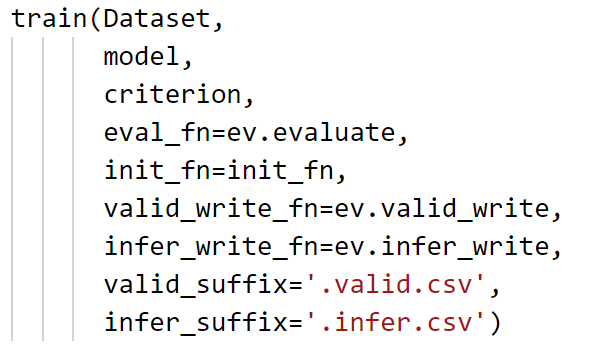 train(Dataset,
model,
criterion,
eval_fn=ev.evaluate,
init_fn=init_fn,
valid_write_fn=ev.valid_write,
infer_write_fn=ev.infer_write,
valid_suffix='.valid.csv',
infer_suffix='.infer.csv')